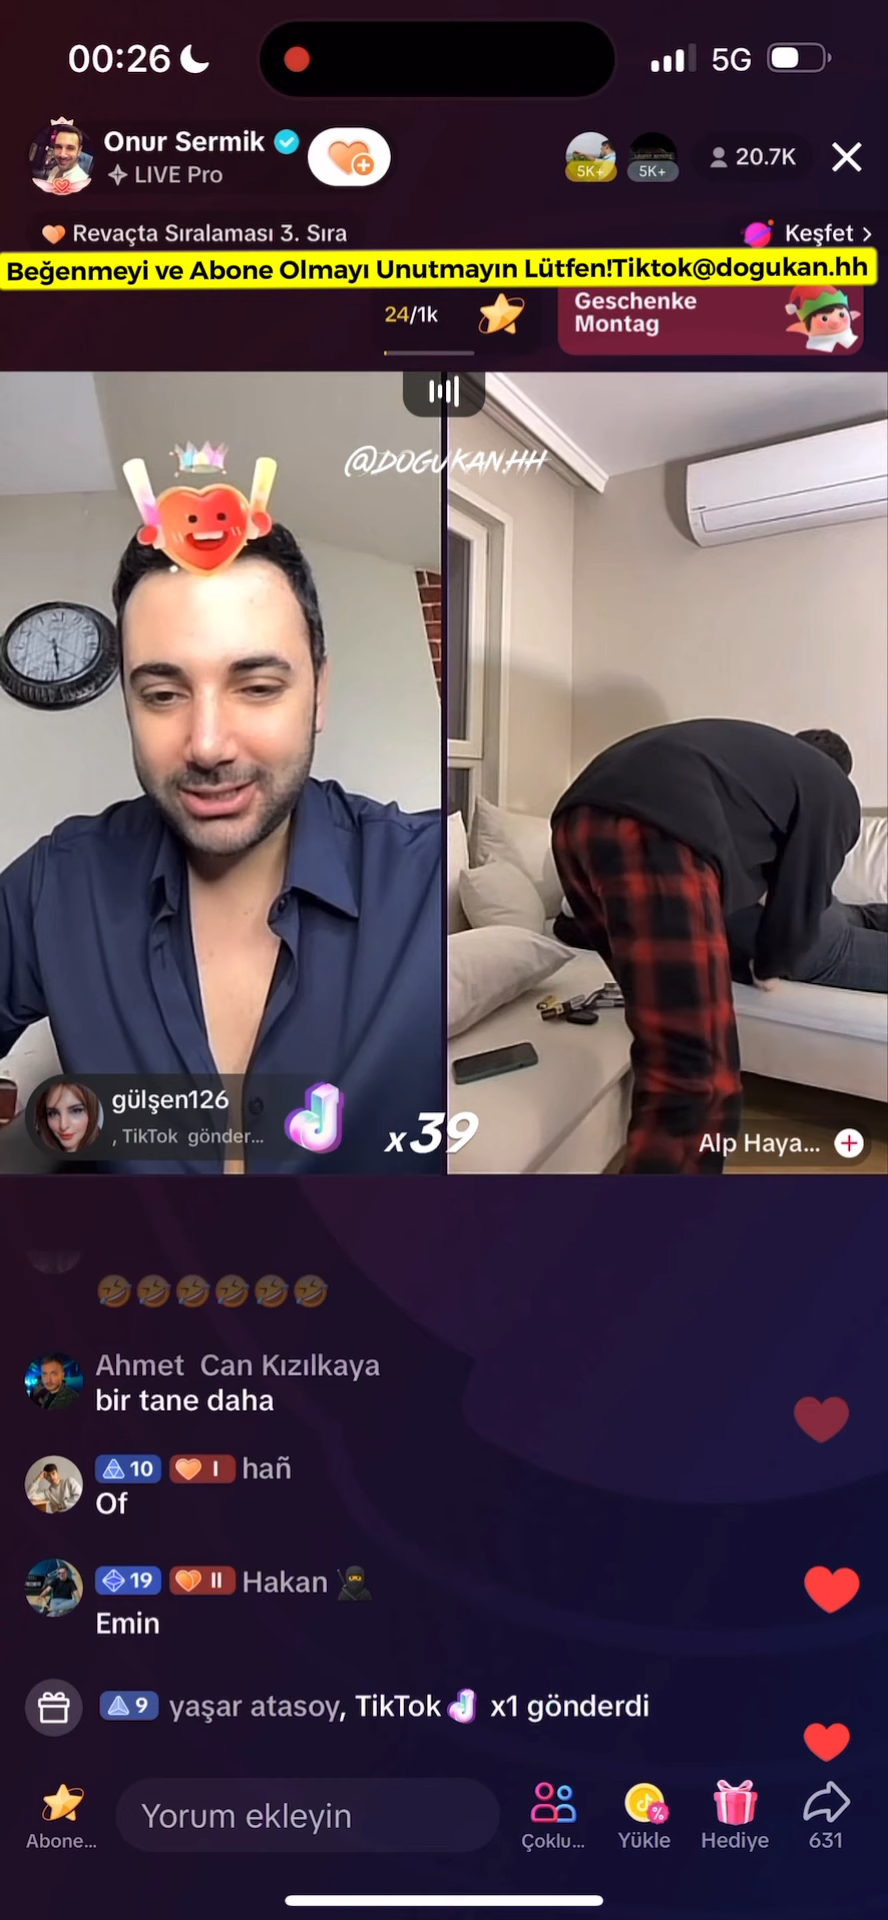 00:26
5G
Onur Sermik
LIVE Pro
5K+
5K+
20.7K
Revaçta Sıralaması 3. Sıra
Keşfet >
Beğenmeyi ve Abone Olmayı Unutmayın Lütfen!Tiktok@dogukan.hh
24/1k
Geschenke
Montag
@DOGUKAN.HH
gülşen126
, TikTok gönder...
x39
Alp Haya...
🤣🤣🤣🤣🤣🤣
Ahmet Can Kızılkaya
bir tane daha
10 I hañ
Of
19 II Hakan 🥷
Emin
9 yaşar atasoy, TikTok x1 gönderdi
Yorum ekleyin
Abone...
Çoklu...
Yükle
Hediye
631